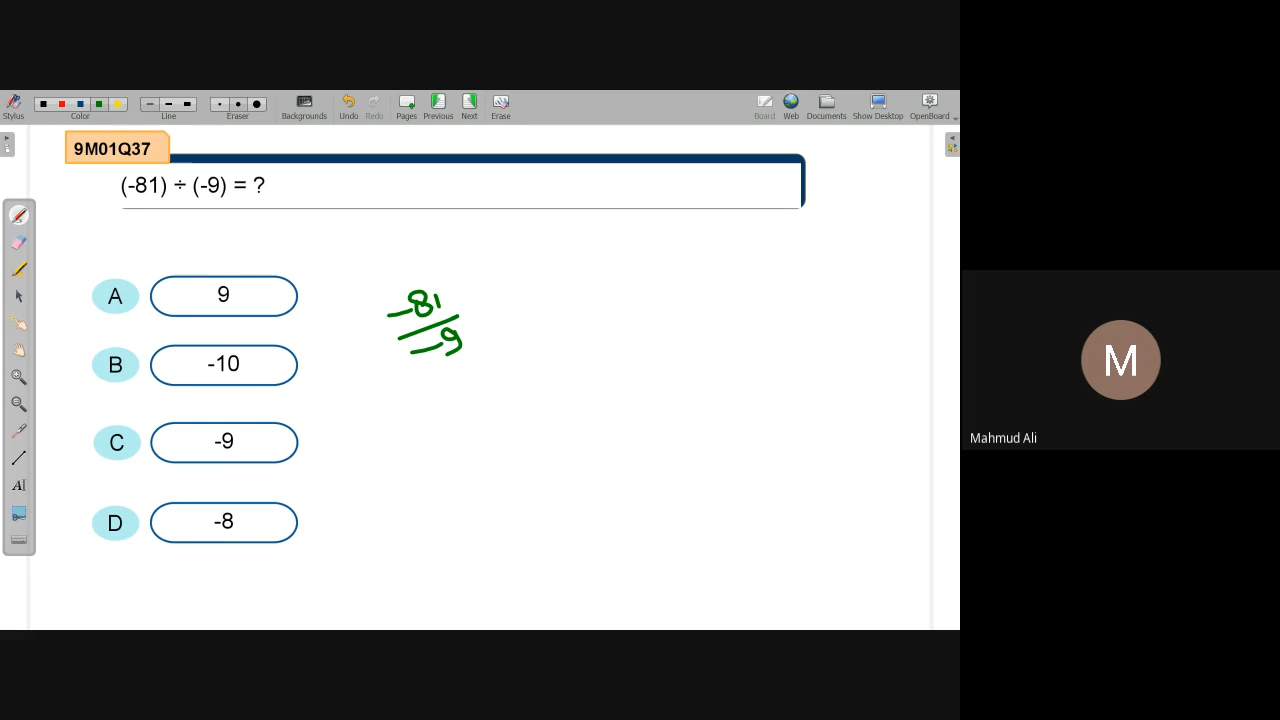 Stylus
Color
Line
Eraser
Backgrounds
Undo
Redo
Pages
Previous
Next
Erase
Board
Web
Documents
Show Desktop
OpenBoard
9M01Q37
(-81) ÷ (-9) = ?
A 9
B -10
C -9
D -8
-81
-9
AI
M
Mahmud Ali